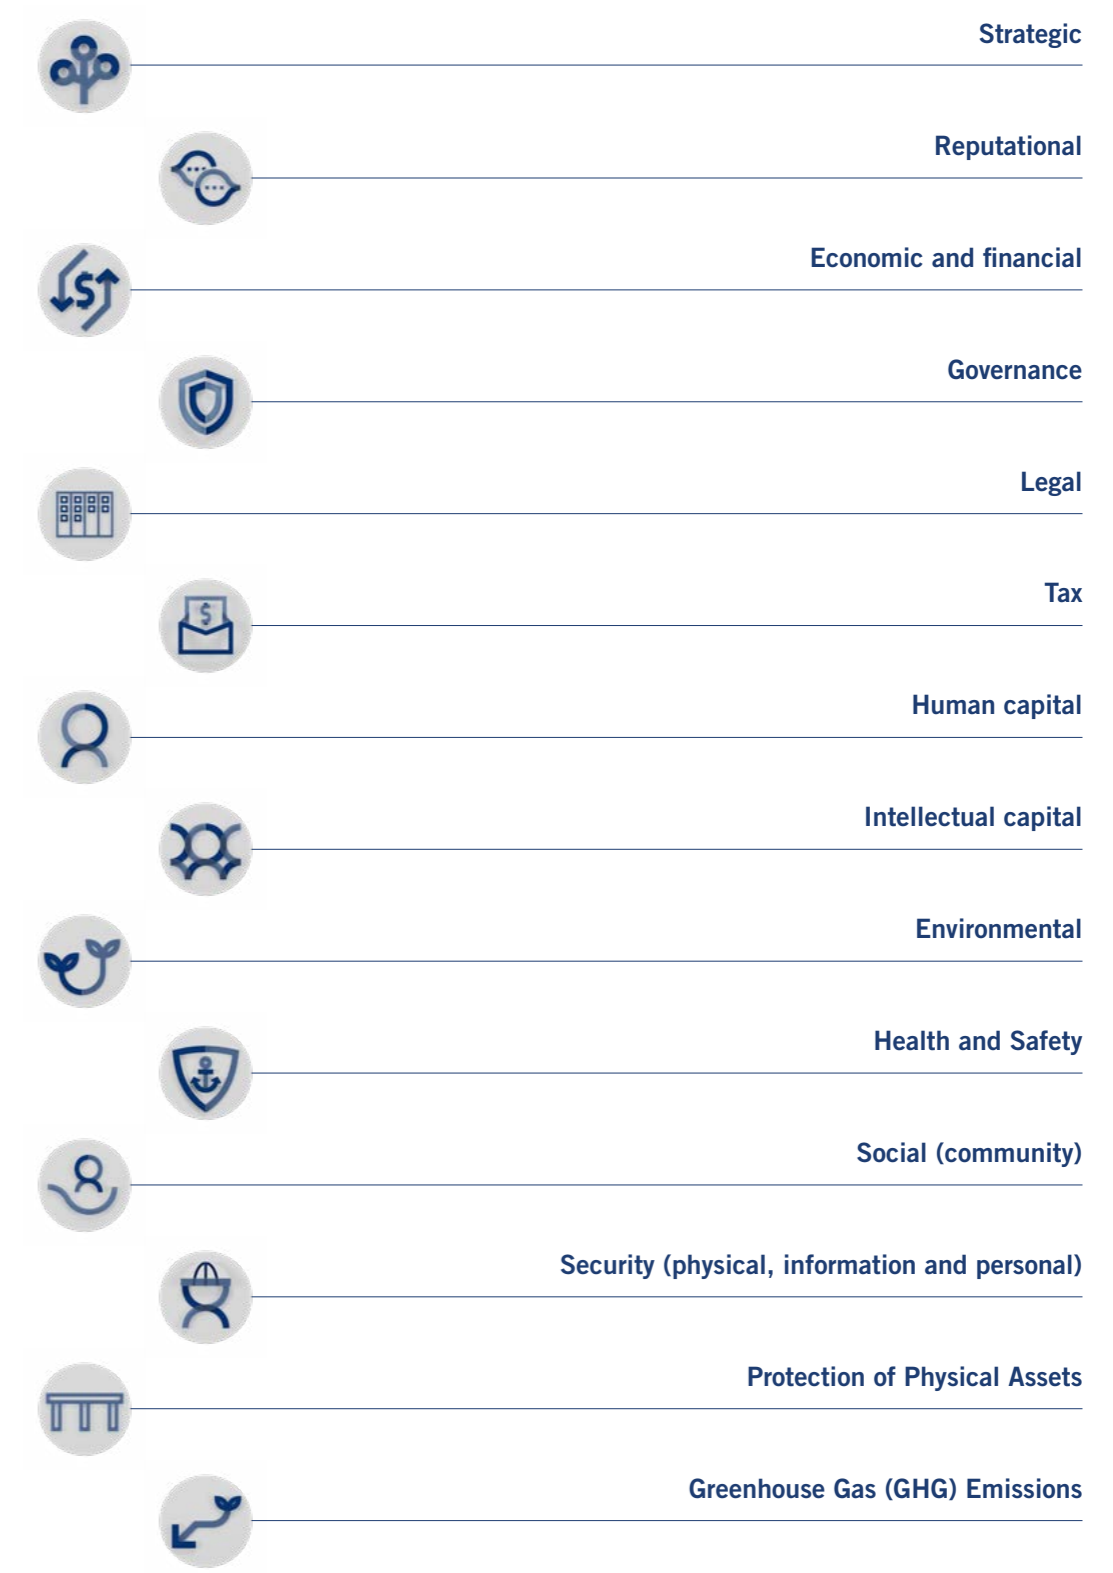 Strategic
Reputational
Economic and financial
Governance
Legal
Tax
Human capital
Intellectual capital
Environmental
Health and Safety
Social (community)
Security (physical, information and personal)
Protection of Physical Assets
Greenhouse Gas (GHG) Emissions